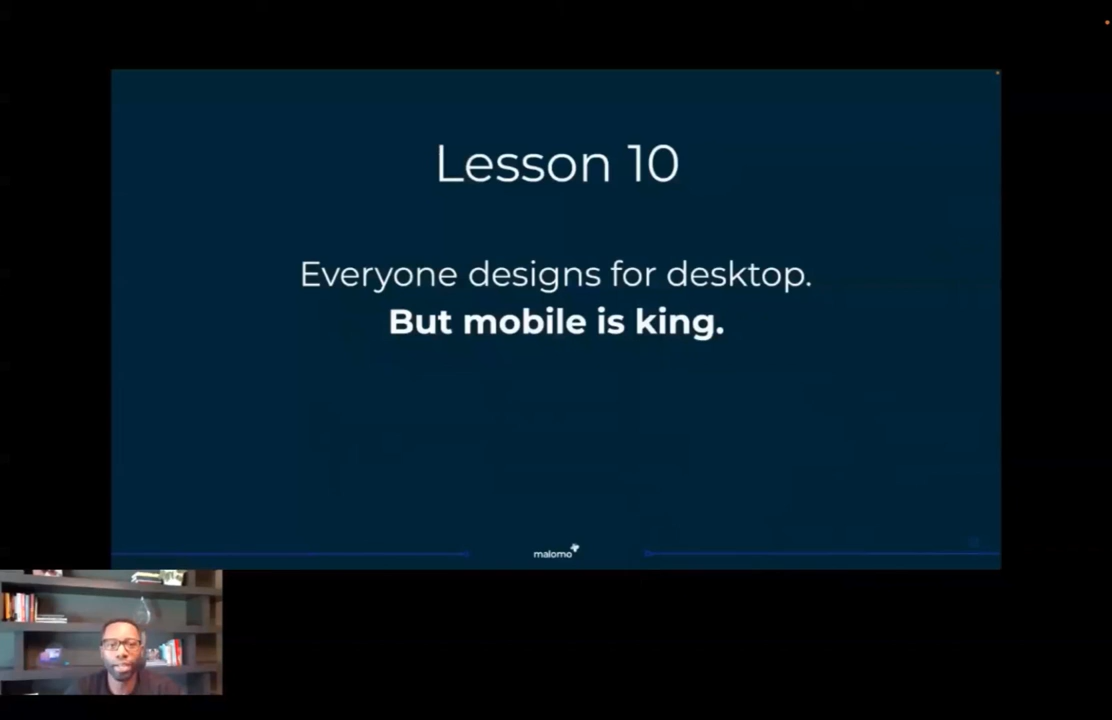 Lesson 10
Everyone designs for desktop.
But mobile is king.
malomo